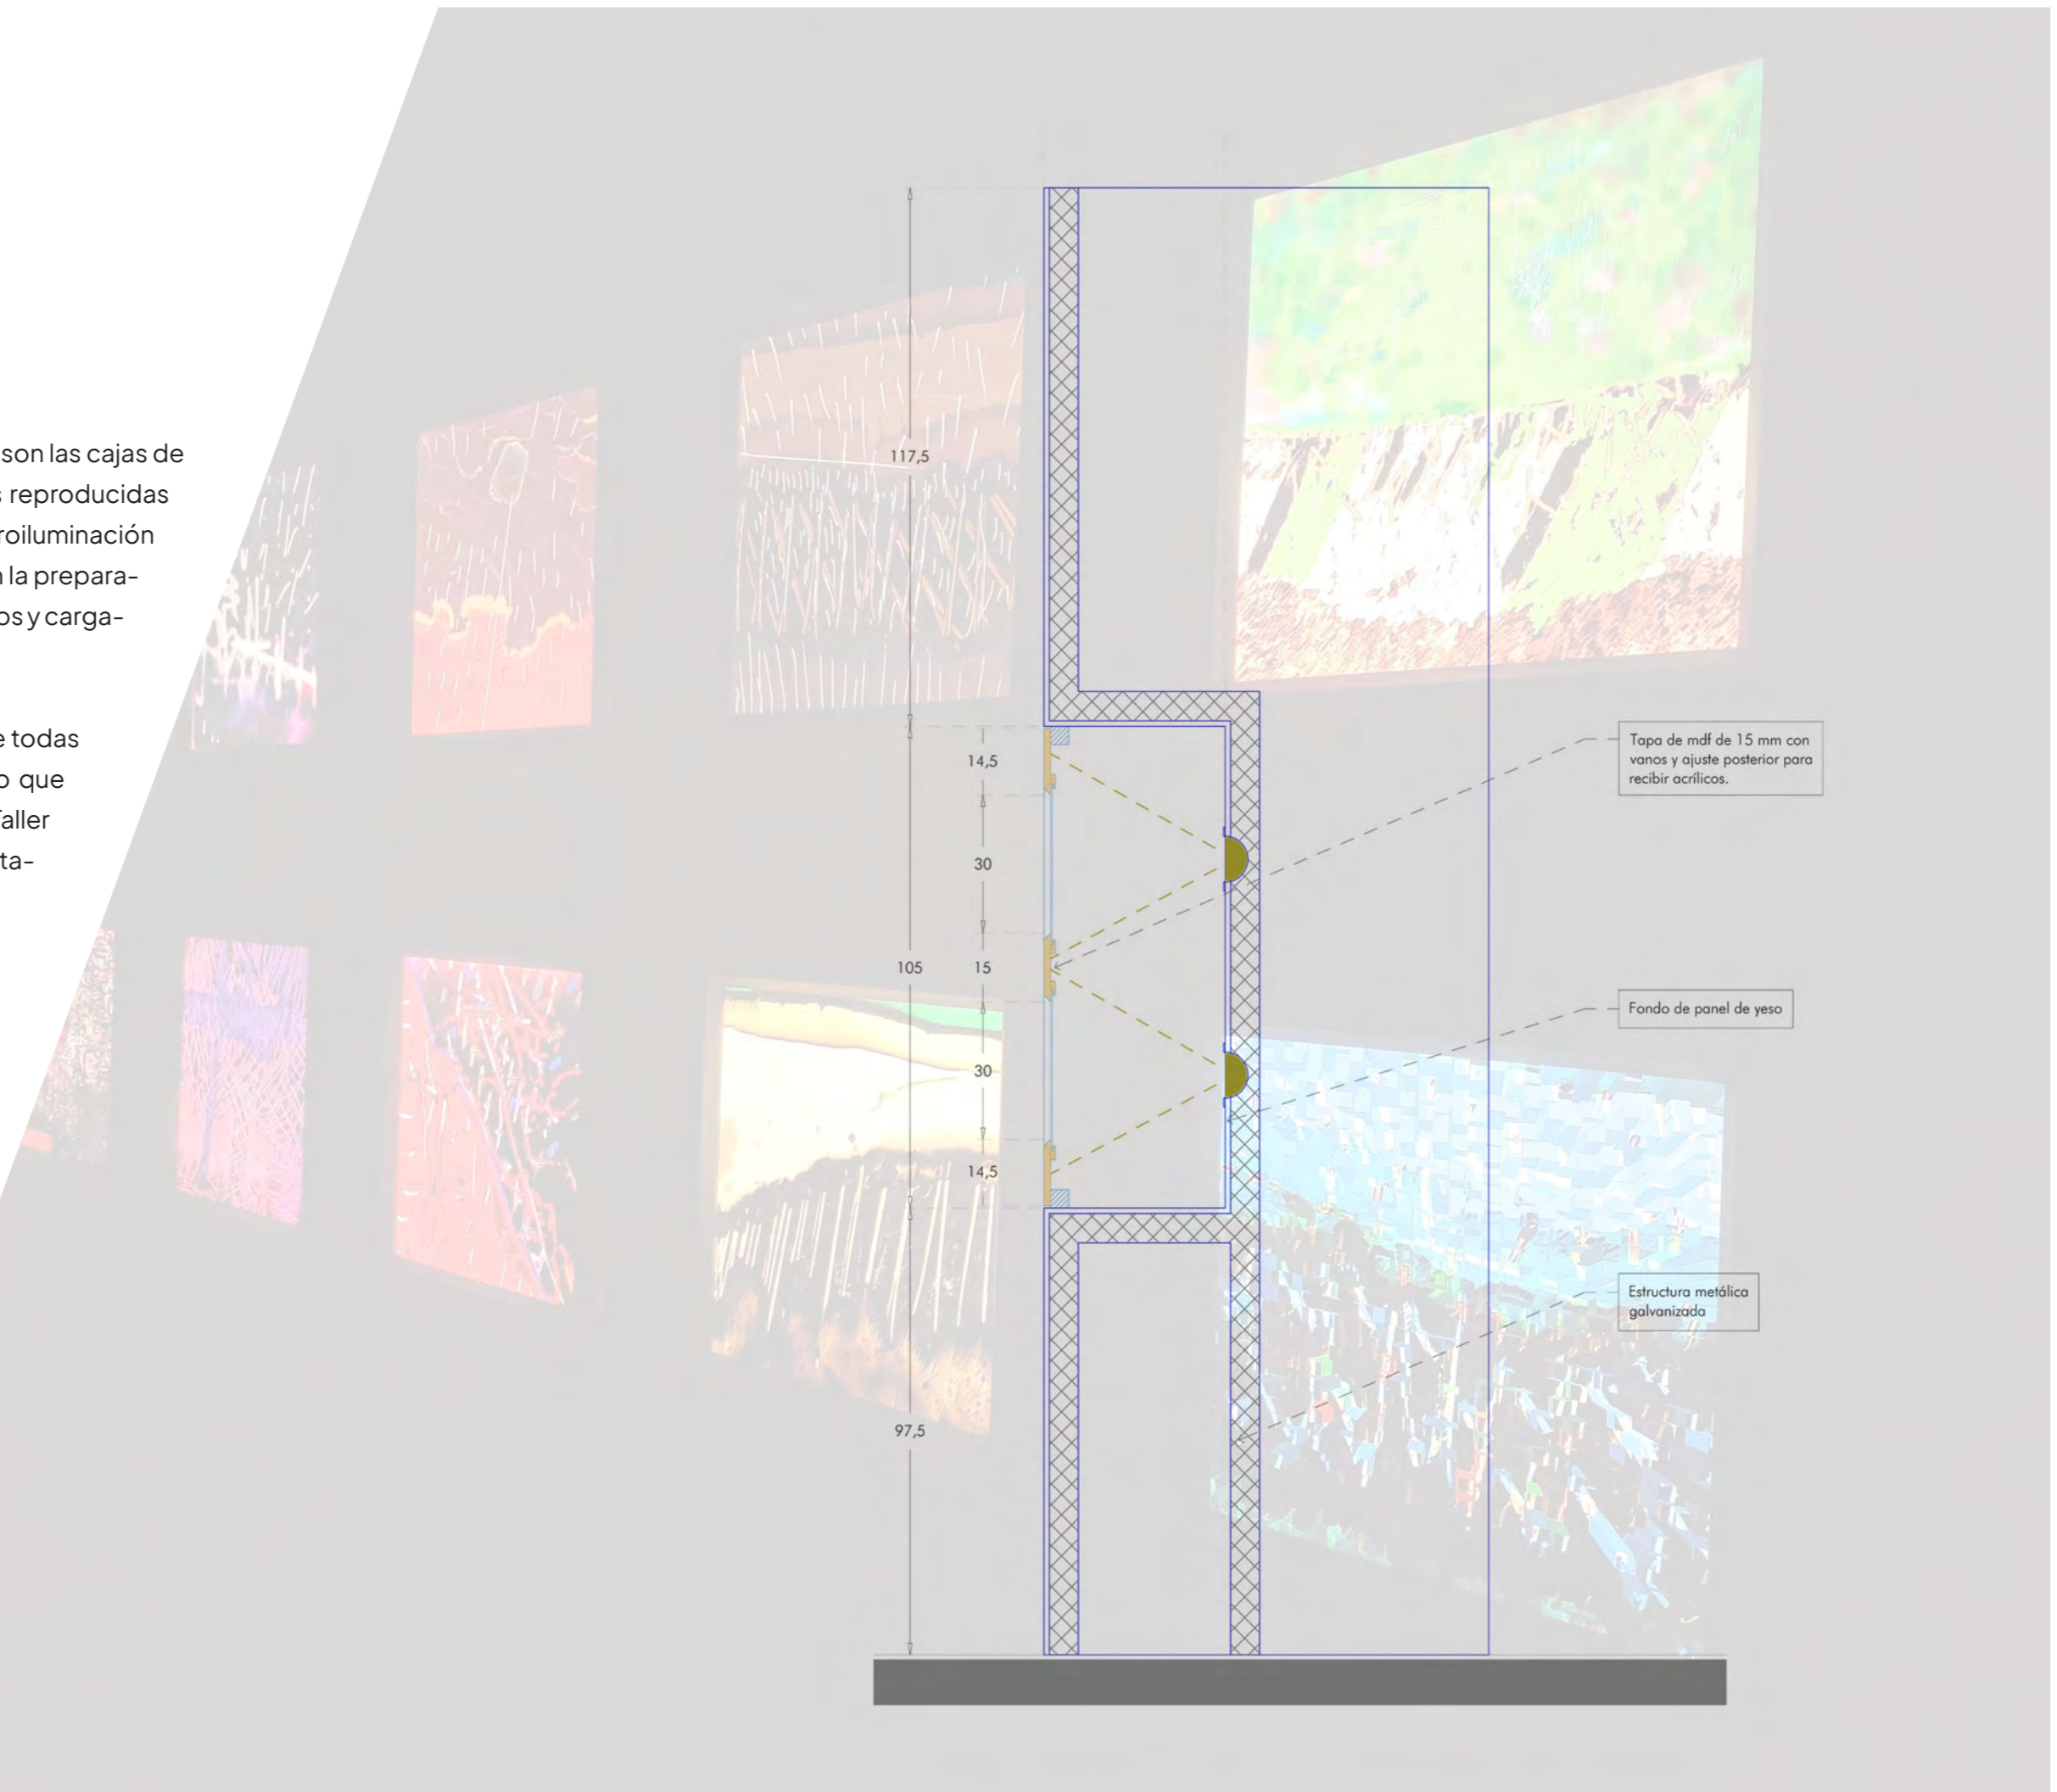 son las cajas de
s reproducidas
roiluminación
n la prepara-
os y carga-
e todas
o que
Taller
ta-
117,5
14,5
30
105
15
30
14,5
97,5
Tapa de mdf de 15 mm con
vanos y ajuste posterior para
recibir acrílicos.
Fondo de panel de yeso
Estructura metálica
galvanizada